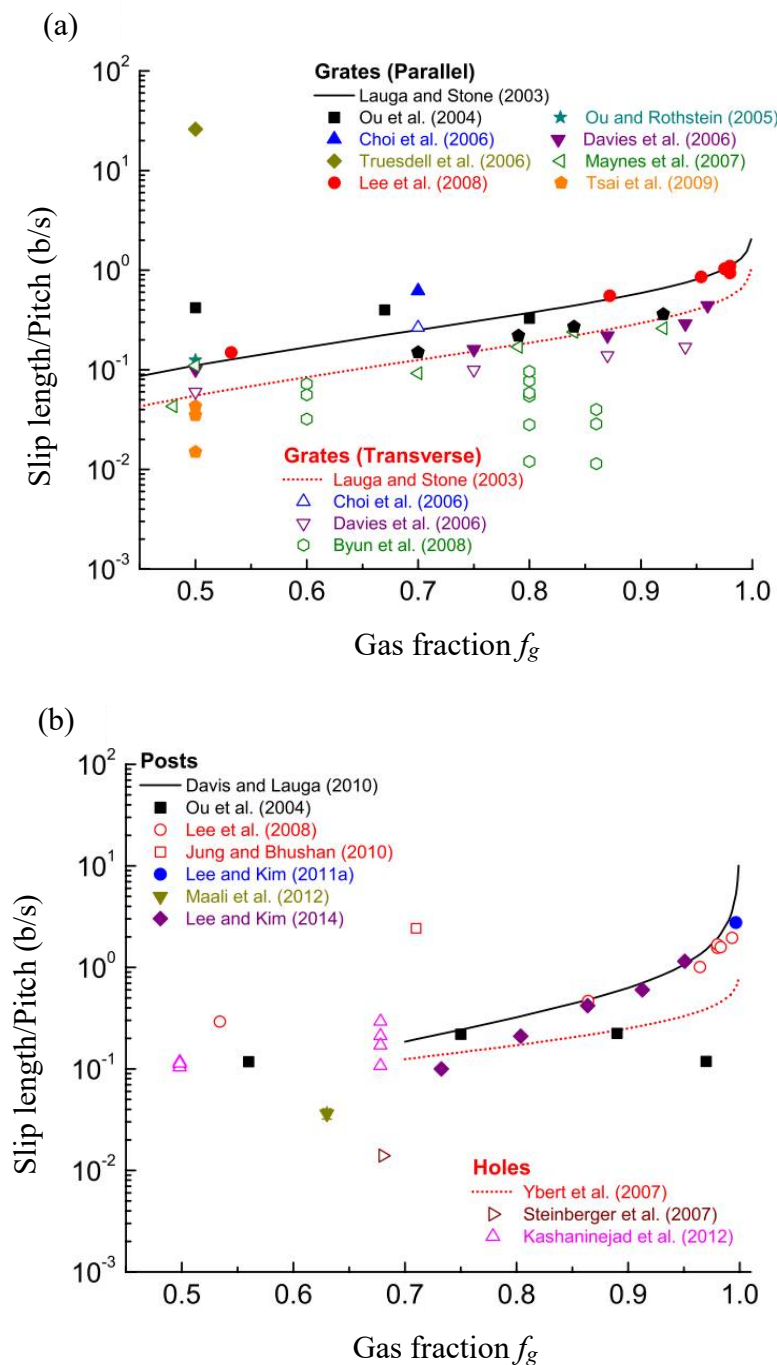 (a)
Grates (Parallel)
Lauga and Stone (2003)
Ou et al. (2004)
Ou and Rothstein (2005)
Choi et al. (2006)
Davies et al. (2006)
Truesdell et al. (2006)
Maynes et al. (2007)
Lee et al. (2008)
Tsai et al. (2009)
Slip length/Pitch (b/s)
10²
10¹
10⁰
10⁻¹
10⁻²
10⁻³
Grates (Transverse)
Lauga and Stone (2003)
Choi et al. (2006)
Davies et al. (2006)
Byun et al. (2008)
0.5 0.6 0.7 0.8 0.9 1.0
Gas fraction f_g
(b)
Posts
Davis and Lauga (2010)
Ou et al. (2004)
Lee et al. (2008)
Jung and Bhushan (2010)
Lee and Kim (2011a)
Maali et al. (2012)
Lee and Kim (2014)
Slip length/Pitch (b/s)
10²
10¹
10⁰
10⁻¹
10⁻²
10⁻³
Holes
Ybert et al. (2007)
Steinberger et al. (2007)
Kashaninejad et al. (2012)
0.5 0.6 0.7 0.8 0.9 1.0
Gas fraction f_g